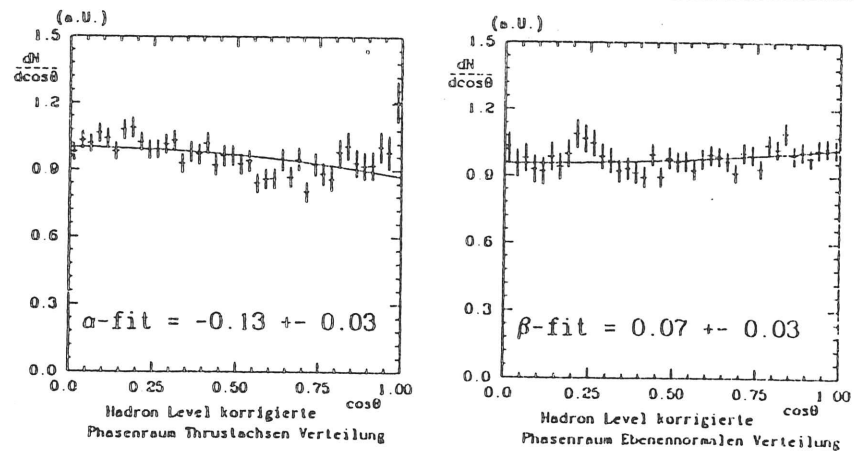 (a.U.)
dN
dcosθ
1.5
1.2
0.9
0.6
0.3
0.0
α-fit = -0.13 +- 0.03
0.0 0.25 0.50 0.75 1.00
cosθ
Hadron Level korrigierte
Phasenraum Thrustachsen Verteilung
(a.U.)
dN
dcosθ
1.5
1.2
0.9
0.6
0.3
0.0
β-fit = 0.07 +- 0.03
0.0 0.25 0.50 0.75 1 00
cosθ
Hadron Level korrigierte
Phasenraum Ebenennormalen Verteilung